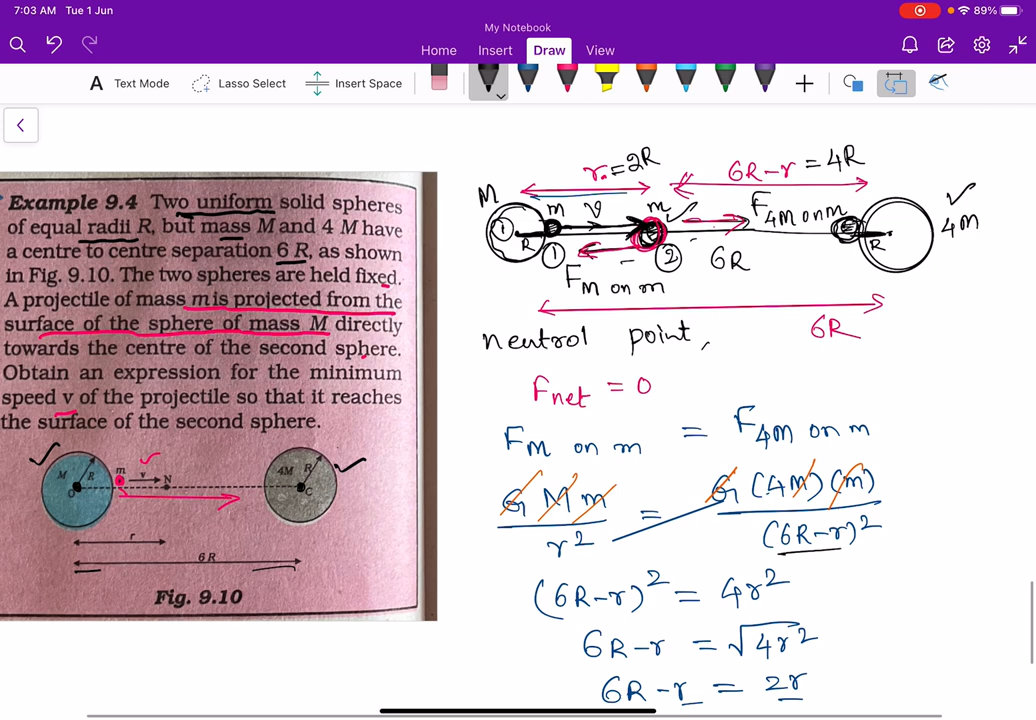 7:03 AM Tue 1 Jun
89%
My Notebook
Home Insert Draw View
A Text Mode Lasso Select Insert Space
Example 9.4 Two uniform solid spheres
of equal radii R, but mass M and 4 M have
a centre to centre separation 6 R, as shown
in Fig. 9.10. The two spheres are held fixed.
A projectile of mass m is projected from the
surface of the sphere of mass M directly
towards the centre of the second sphere.
Obtain an expression for the minimum
speed v of the projectile so that it reaches
the surface of the second sphere.
M R m v N 4M R
O C
r
6 R
Fig. 9.10
r = 2R 6R-r = 4R
M m v m F4M on m 4M
1 R R
1 2 6R
FM on m
6R
neutrol point,
Fnet = 0
FM on m = F4M on m
G M m / r² = G (4M) (m) / (6R-r)²
(6R-r)² = 4r²
6R-r = √4r²
6R-r = 2r